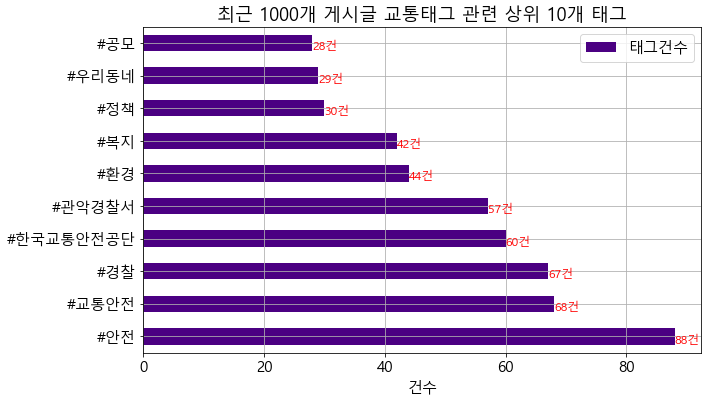 최근 1000개 게시글 교통태그 관련 상위 10개 태그
태그건수
#공모 28건
#우리동네 29건
#정책 30건
#복지 42건
#환경 44건
#관악경찰서 57건
#한국교통안전공단 60건
#경찰 67건
#교통안전 68건
#안전 88건
0 20 40 60 80
건수